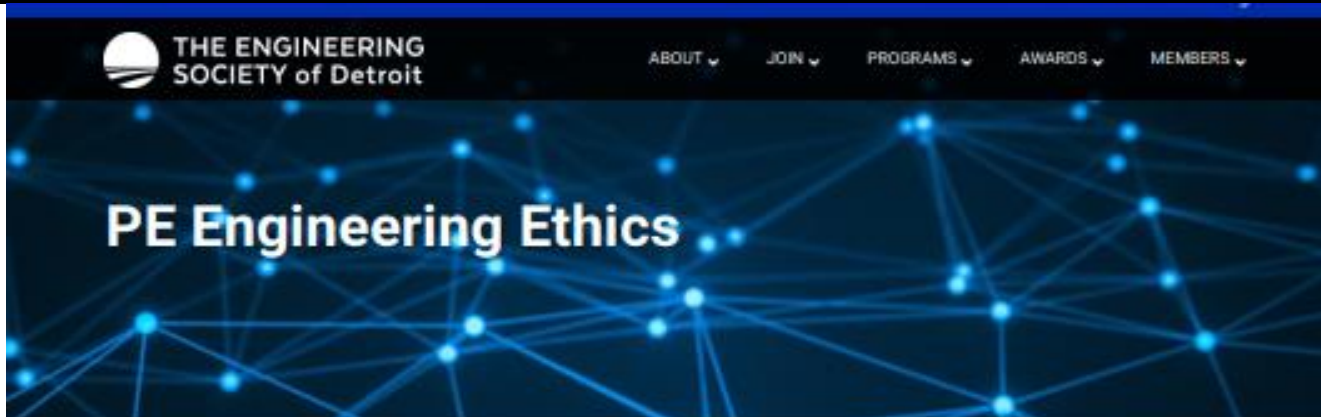 THE ENGINEERING
SOCIETY of Detroit
ABOUT JOIN PROGRAMS AWARDS MEMBERS
PE Engineering Ethics